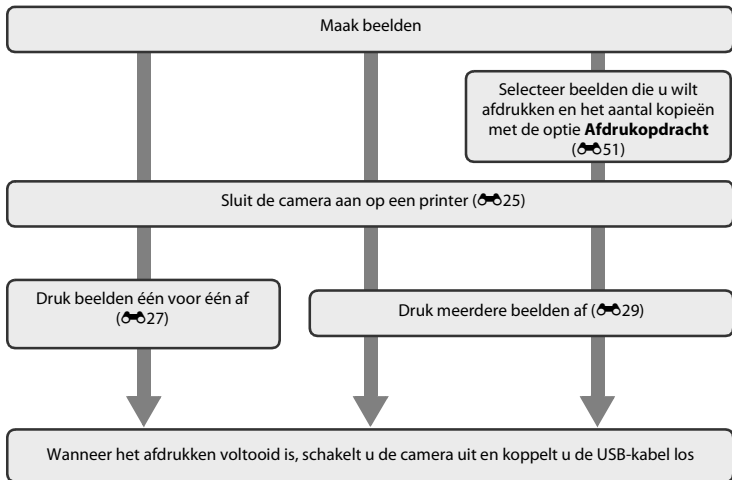 Maak beelden
Selecteer beelden die u wilt
afdrukken en het aantal kopieën
met de optie Afdrukopdracht
(51)
Sluit de camera aan op een printer (25)
Druk beelden één voor één af
(27)
Druk meerdere beelden af (29)
Wanneer het afdrukken voltooid is, schakelt u de camera uit en koppelt u de USB-kabel los